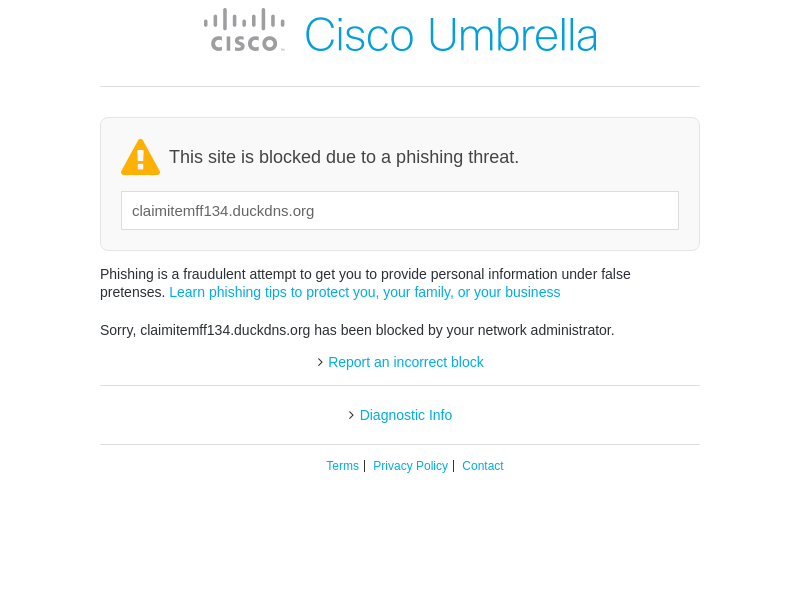 cisco Cisco Umbrella
This site is blocked due to a phishing threat.
claimitemff134.duckdns.org
Phishing is a fraudulent attempt to get you to provide personal information under false
pretenses. Learn phishing tips to protect you, your family, or your business
Sorry, claimitemff134.duckdns.org has been blocked by your network administrator.
Report an incorrect block
Diagnostic Info
Terms | Privacy Policy | Contact